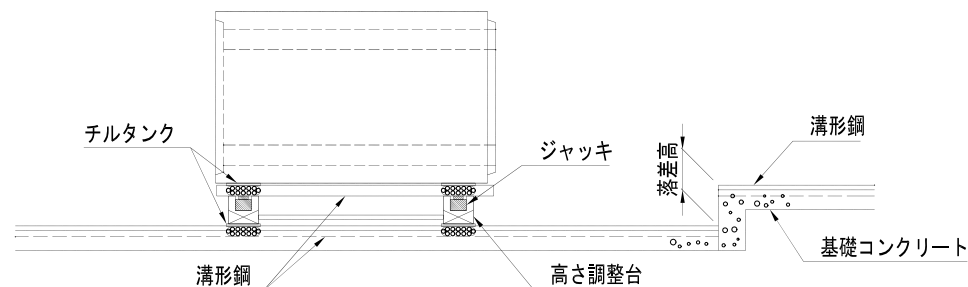 溝形鋼
チルタンク
ジャッキ
落差高
基礎コンクリート
溝形鋼
高さ調整台